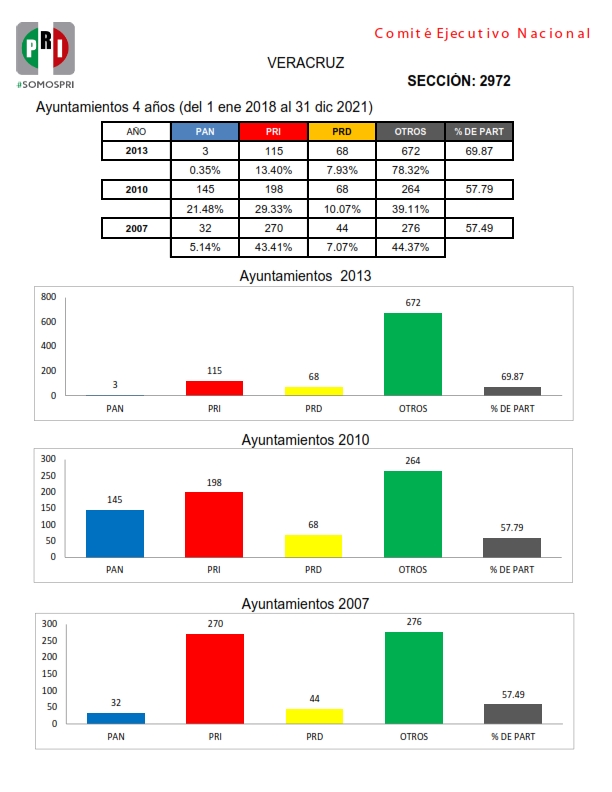 Comité Ejecutivo Nacional
PRI
#SOMOSPRI
VERACRUZ
SECCIÓN: 2972
Ayuntamientos 4 años (del 1 ene 2018 al 31 dic 2021)
AÑO PAN PRI PRD OTROS % DE PART
2013 3 115 68 672 69.87
0.35% 13.40% 7.93% 78.32%
2010 145 198 68 264 57.79
21.48% 29.33% 10.07% 39.11%
2007 32 270 44 276 57.49
5.14% 43.41% 7.07% 44.37%
Ayuntamientos 2013
800
600
400
200
0
3 115 68 672 69.87
PAN PRI PRD OTROS % DE PART
Ayuntamientos 2010
300
250
200
150
100
50
0
145 198 68 264 57.79
PAN PRI PRD OTROS % DE PART
Ayuntamientos 2007
300
250
200
150
100
50
0
32 270 44 276 57.49
PAN PRI PRD OTROS % DE PART